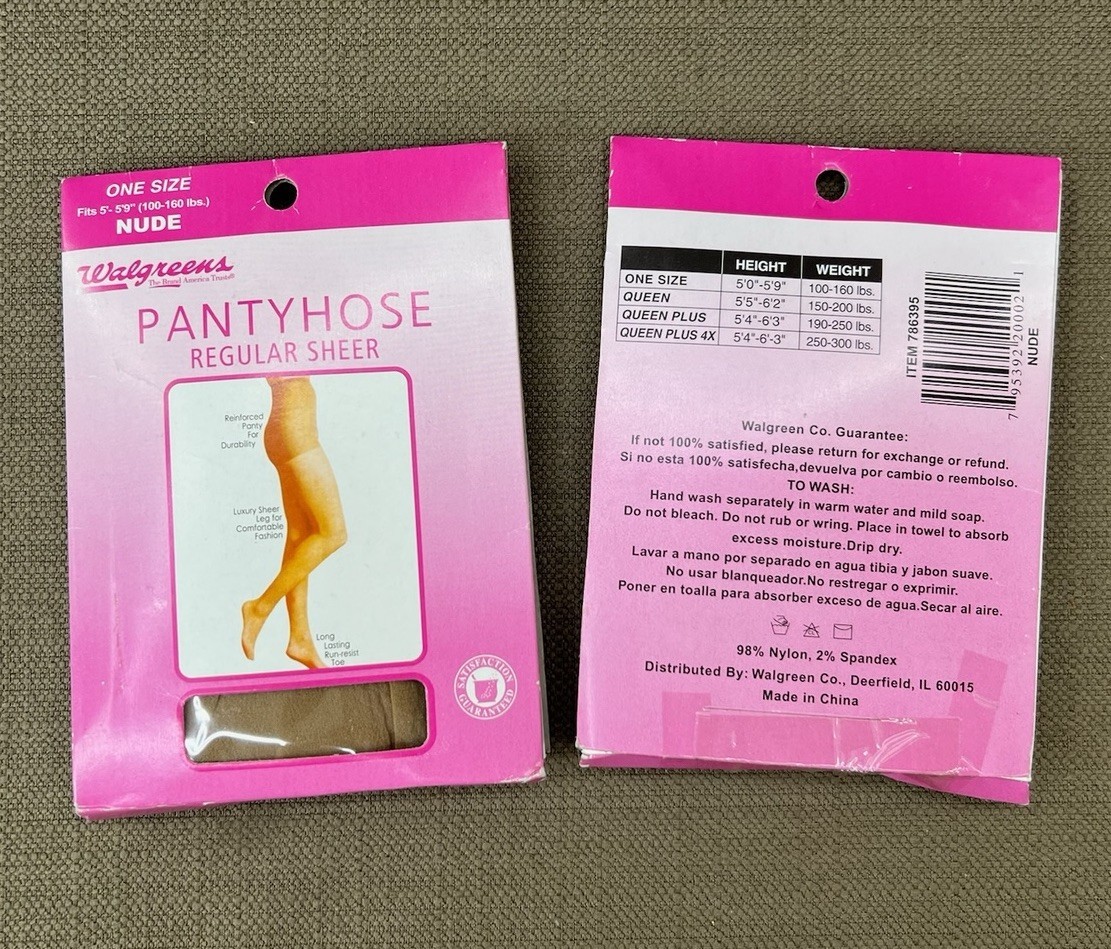 ONE SIZE
Fits 5'- 5'9" (100-160 lbs.)
NUDE
Walgreens
The Brand America Trusts®
PANTYHOSE
REGULAR SHEER
Reinforced
Panty
For
Durability
Luxury Sheer
Leg for
Comfortable
Fashion
Long
Lasting
Run-resist
Toe
SATISFACTION
GUARANTEED
HEIGHT WEIGHT
ONE SIZE 5'0"-5'9" 100-160 lbs.
QUEEN 5'5"-6'2" 150-200 lbs.
QUEEN PLUS 5'4"-6'3" 190-250 lbs.
QUEEN PLUS 4X 5'4"-6'-3" 250-300 lbs.
ITEM 786395
7 95392 20002 1
NUDE
Walgreen Co. Guarantee:
If not 100% satisfied, please return for exchange or refund.
Si no esta 100% satisfecha,devuelva por cambio o reembolso.
TO WASH:
Hand wash separately in warm water and mild soap.
Do not bleach. Do not rub or wring. Place in towel to absorb
excess moisture.Drip dry.
Lavar a mano por separado en agua tibia y jabon suave.
No usar blanqueador.No restregar o exprimir.
Poner en toalla para absorber exceso de agua.Secar al aire.
98% Nylon, 2% Spandex
Distributed By: Walgreen Co., Deerfield, IL 60015
Made in China